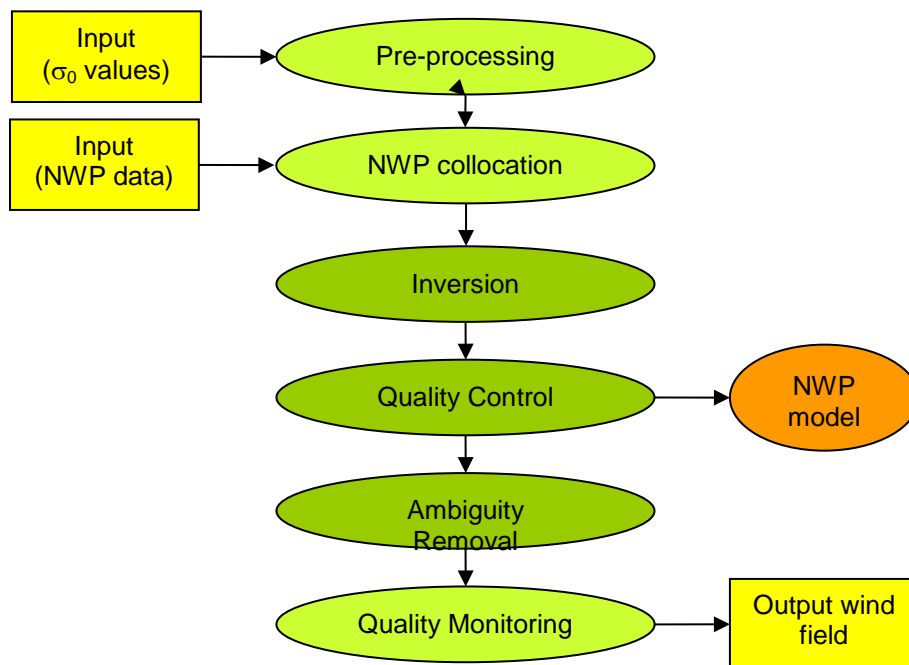 Input
(σ₀ values)
Pre-processing
Input
(NWP data)
NWP collocation
Inversion
Quality Control
NWP
model
Ambiguity
Removal
Quality Monitoring
Output wind
field